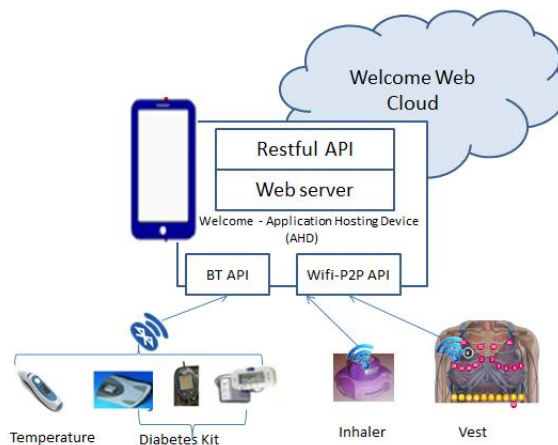 Welcome Web
Cloud
Restful API
Web server
Welcome - Application Hosting Device
(AHD)
BT API
Wifi-P2P API
Temperature
Diabetes Kit
Inhaler
Vest